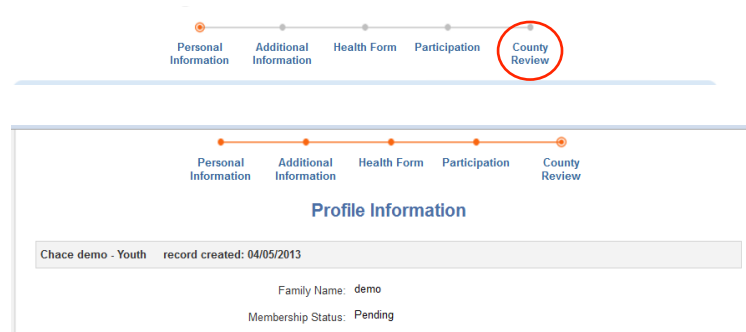 Personal Information
Additional Information
Health Form
Participation
County Review
Personal Information
Additional Information
Health Form
Participation
County Review
Profile Information
Chace demo - Youth record created: 04/05/2013
Family Name: demo
Membership Status: Pending